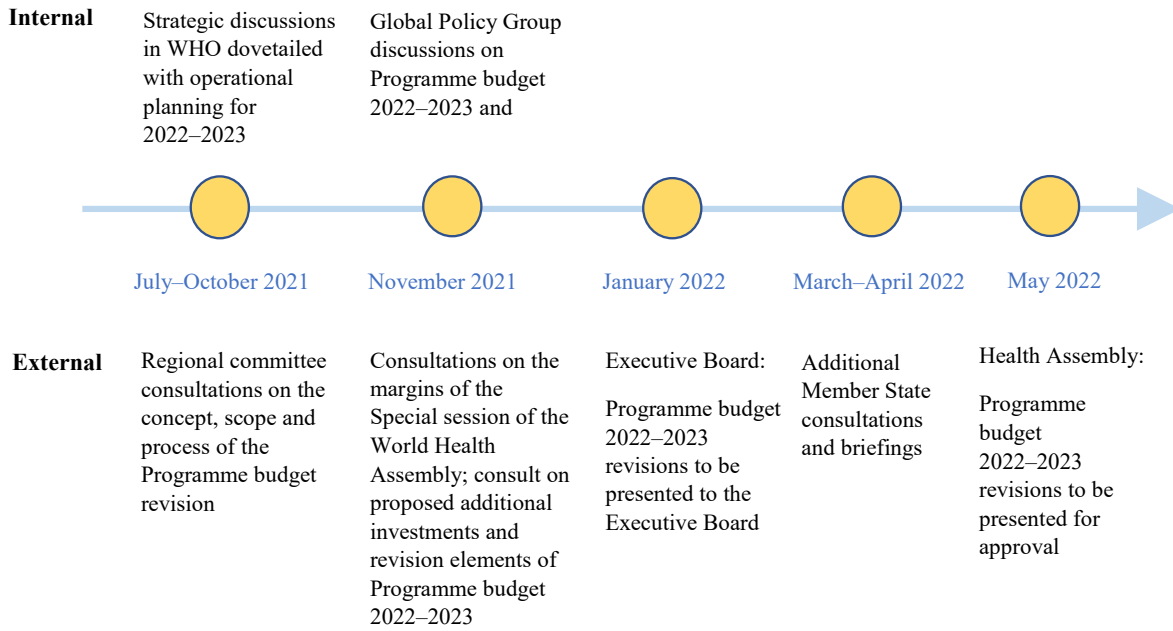 Internal
Strategic discussions
in WHO dovetailed
with operational
planning for
2022–2023
Global Policy Group
discussions on
Programme budget
2022–2023 and
July–October 2021
November 2021
January 2022
March–April 2022
May 2022
External
Regional committee
consultations on the
concept, scope and
process of the
Programme budget
revision
Consultations on the
margins of the
Special session of the
World Health
Assembly; consult on
proposed additional
investments and
revision elements of
Programme budget
2022–2023
Executive Board:
Programme budget
2022–2023
revisions to be
presented to the
Executive Board
Additional
Member State
consultations
and briefings
Health Assembly:
Programme
budget
2022–2023
revisions to be
presented for
approval